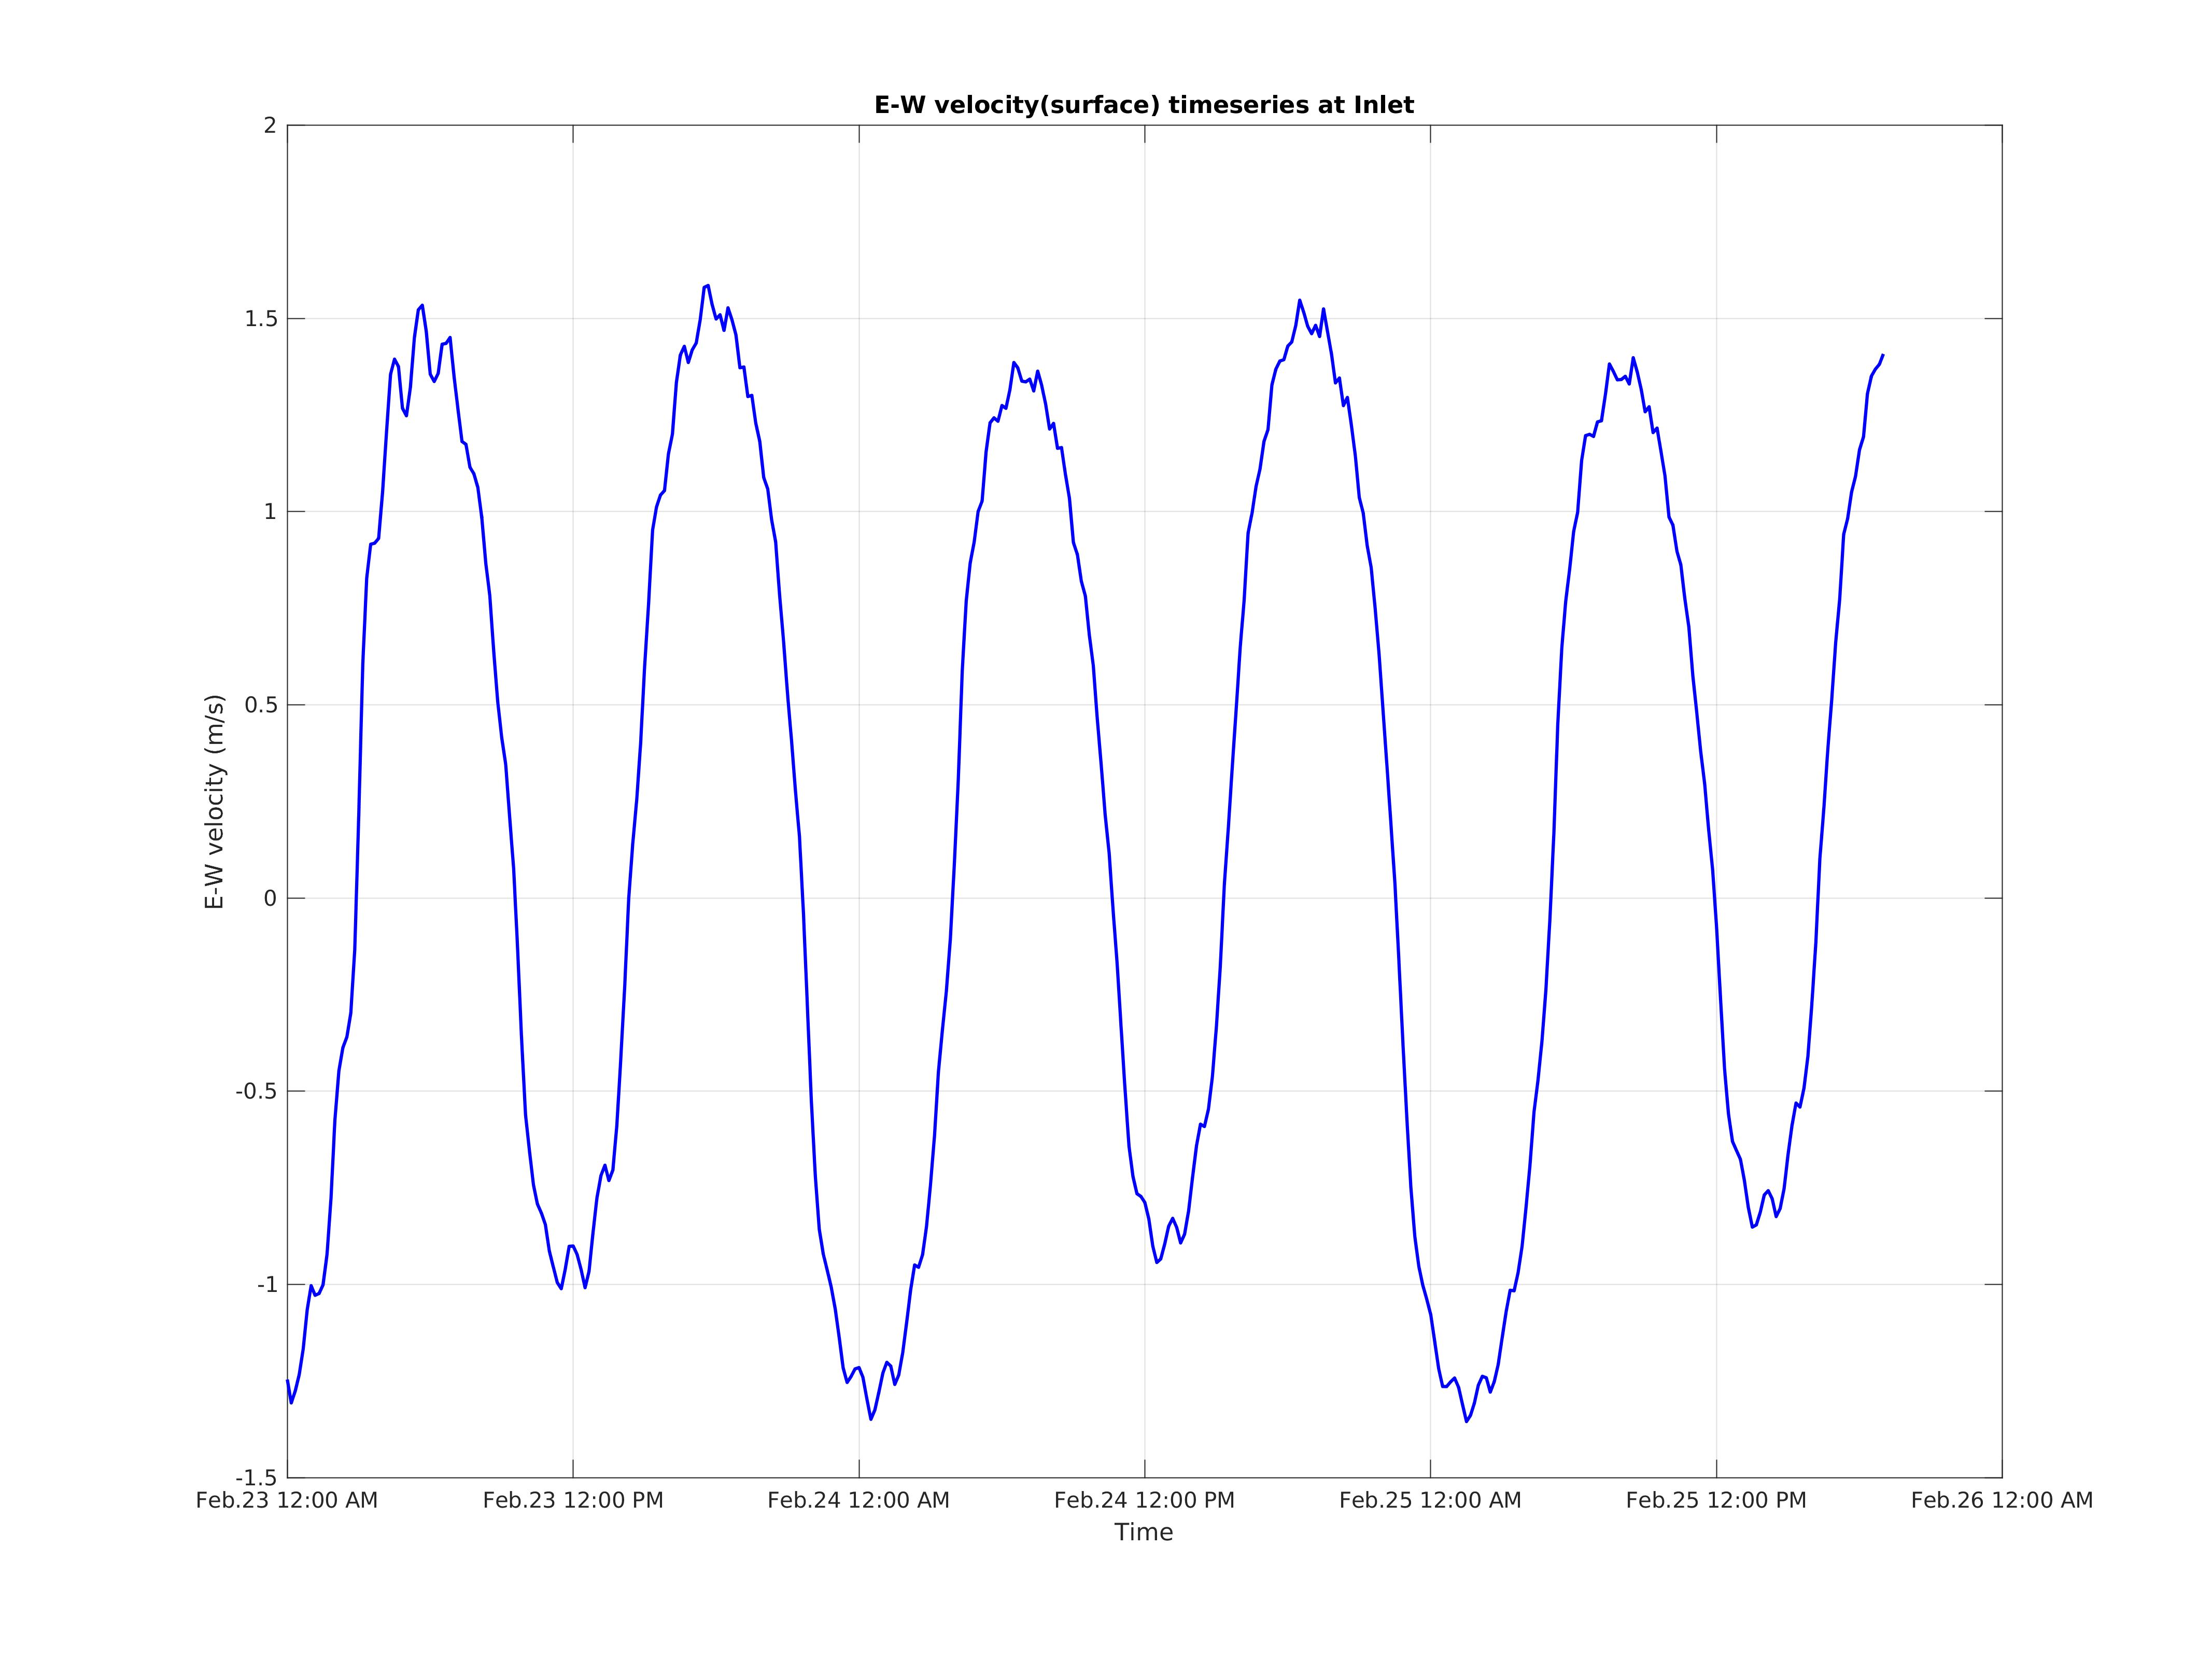 E-W velocity(surface) timeseries at Inlet
2
1.5
1
0.5
0
-0.5
-1
-1.5
E-W velocity (m/s)
Feb.23 12:00 AM Feb.23 12:00 PM Feb.24 12:00 AM Feb.24 12:00 PM Feb.25 12:00 AM Feb.25 12:00 PM Feb.26 12:00 AM
Time